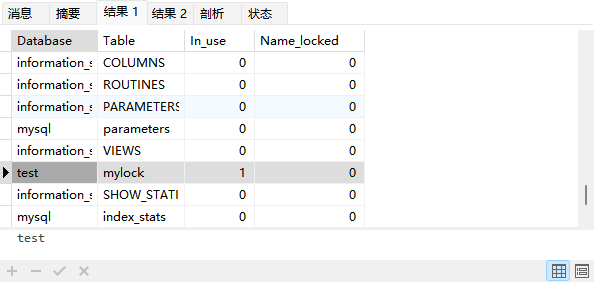 消息 摘要 结果 1 结果 2 剖析 状态
Database Table In_use Name_locked
information_s COLUMNS 0 0
information_s ROUTINES 0 0
information_s PARAMETERS 0 0
mysql parameters 0 0
information_s VIEWS 0 0
test mylock 1 0
information_s SHOW_STATI 0 0
mysql index_stats 0 0
test